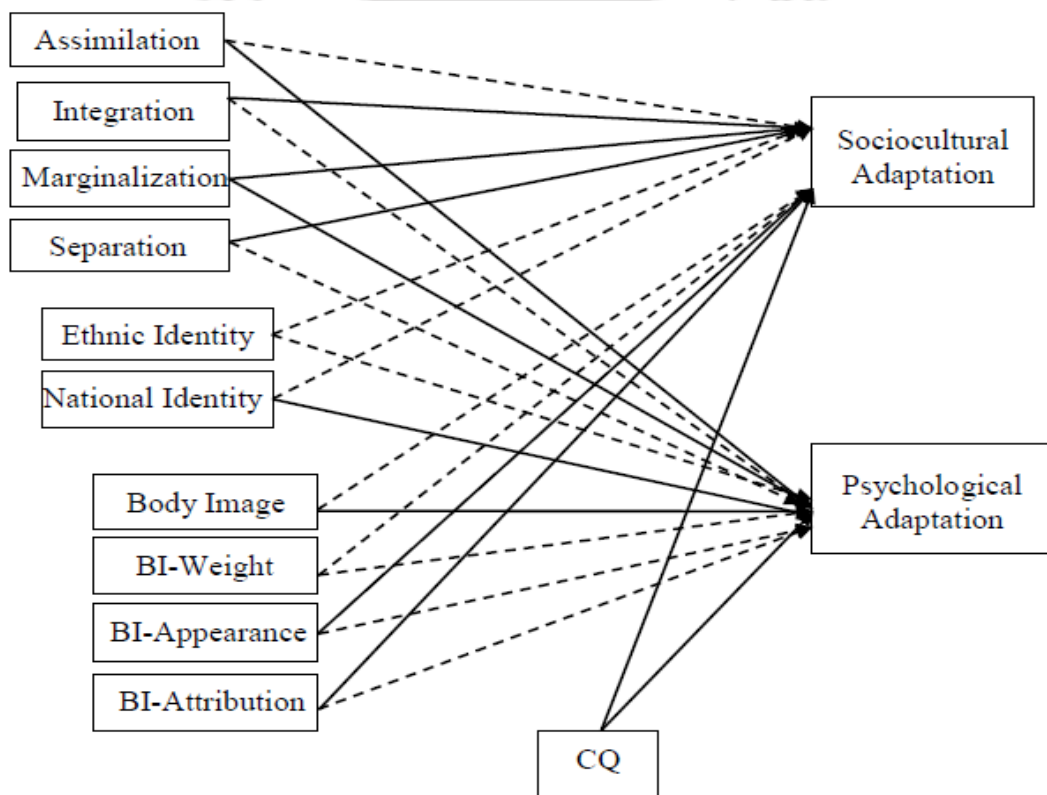 Assimilation
Integration
Marginalization
Separation
Ethnic Identity
National Identity
Body Image
BI-Weight
BI-Appearance
BI-Attribution
CQ
Sociocultural
Adaptation
Psychological
Adaptation